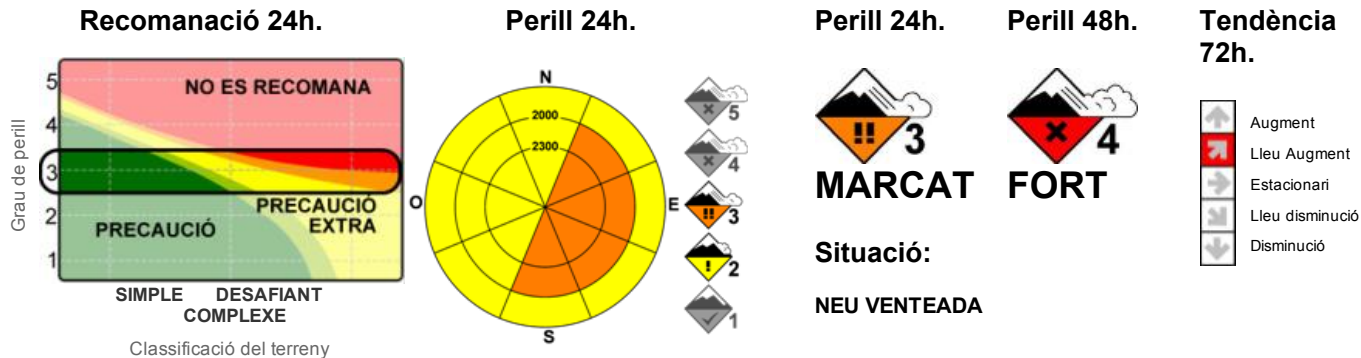 Recomanació 24h.
5
4
3
2
1
Grau de perill
NO ES RECOMANA
PRECAUCIÓ
PRECAUCIÓ
EXTRA
SIMPLE DESAFIANT
COMPLEXE
Classificació del terreny
Perill 24h.
N
2000
2300
O
E
S
5
4
3
2
1
Perill 24h.
3
MARCAT
Perill 48h.
4
FORT
Situació:
NEU VENTEADA
Tendència
72h.
Augment
Lleu Augment
Estacionari
Lleu disminució
Disminució